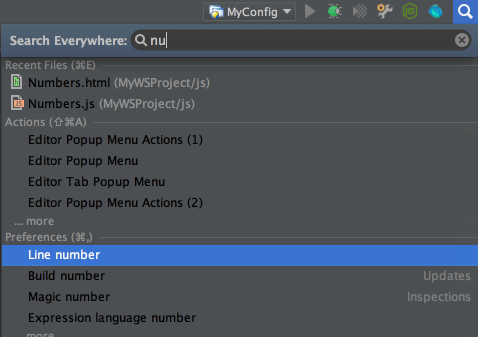 MyConfig
Search Everywhere: nu
Recent Files (⌘E)
Numbers.html (MyWSProject/js)
Numbers.js (MyWSProject/js)
Actions (⇧⌘A)
Editor Popup Menu Actions (1)
Editor Popup Menu
Editor Tab Popup Menu
Editor Popup Menu Actions (2)
... more
Preferences (⌘,)
Line number
Build number Updates
Magic number Inspections
Expression language number
... more